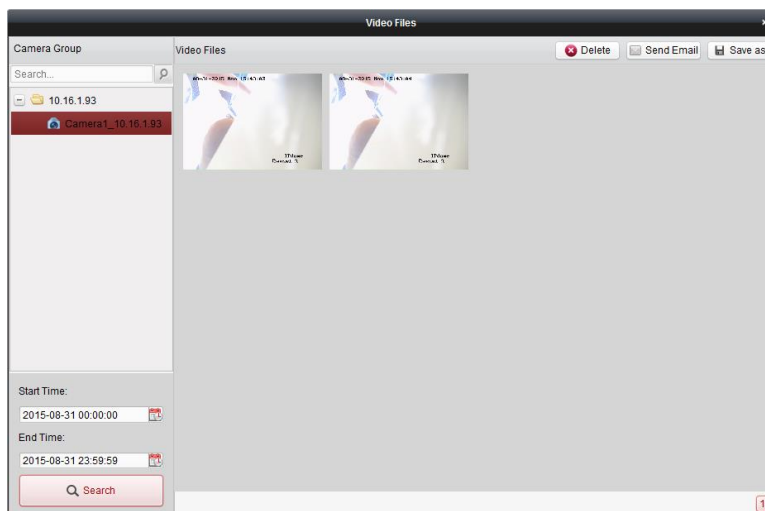 Video Files
Camera Group
Video Files
Delete
Send Email
Save as
Search...
10.16.1.93
Camera1_10.16.1.93
Start Time:
2015-08-31 00:00:00
End Time:
2015-08-31 23:59:59
Search
1